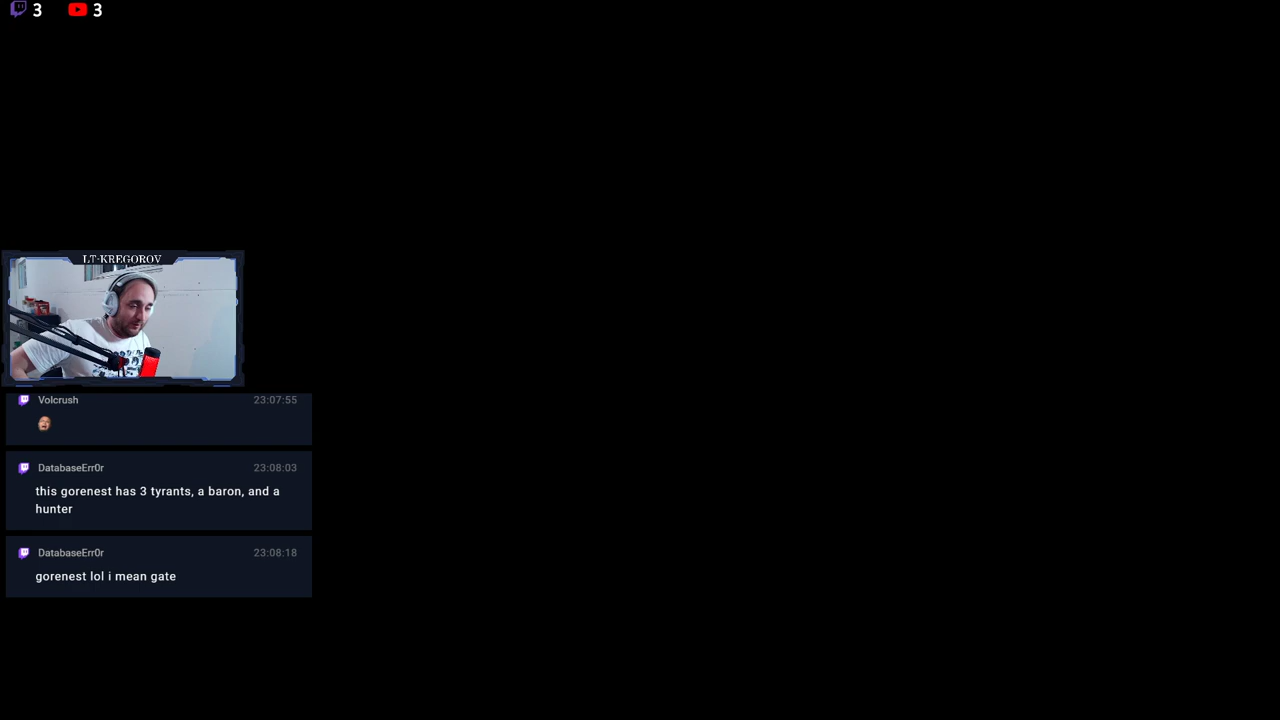 3 3
LT-KREGOROV
Volcrush 23:07:55
DatabaseErr0r 23:08:03
this gorenest has 3 tyrants, a baron, and a
hunter
DatabaseErr0r 23:08:18
gorenest lol i mean gate